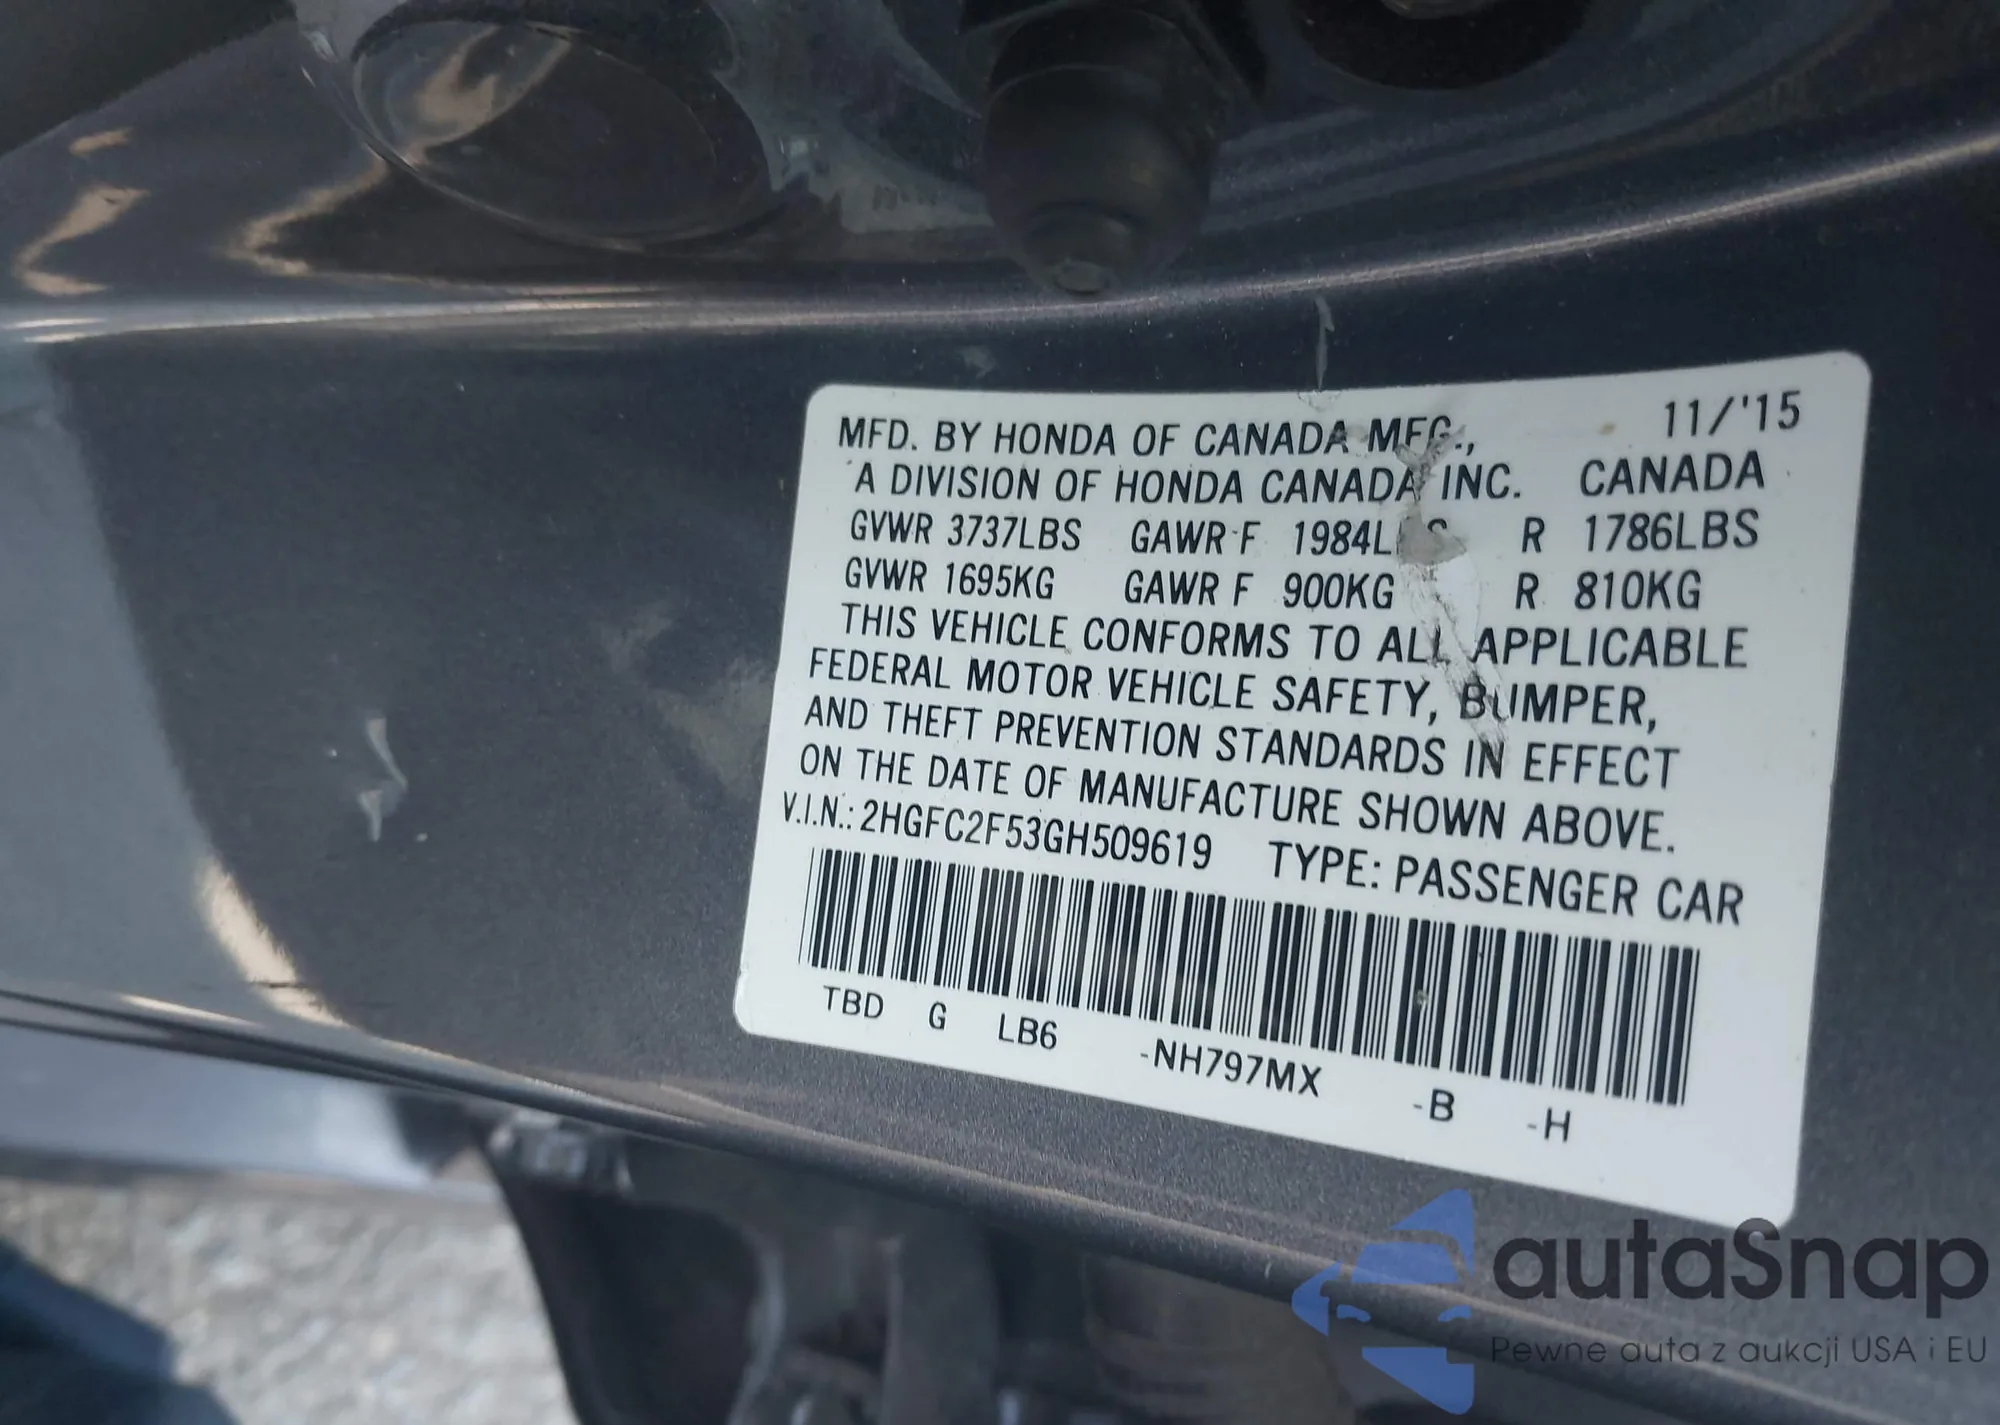 MFD. BY HONDA OF CANADA MFG., 11/'15
A DIVISION OF HONDA CANADA INC. CANADA
GVWR 3737LBS GAWR F 1984L S R 1786LBS
GVWR 1695KG GAWR F 900KG R 810KG
THIS VEHICLE CONFORMS TO ALL APPLICABLE
FEDERAL MOTOR VEHICLE SAFETY, BUMPER,
AND THEFT PREVENTION STANDARDS IN EFFECT
ON THE DATE OF MANUFACTURE SHOWN ABOVE.
V.I.N.: 2HGFC2F53GH509619 TYPE: PASSENGER CAR
TBD G LB6 -NH797MX -B -H
autaSnap
Pewne auta z aukcji USA i EU